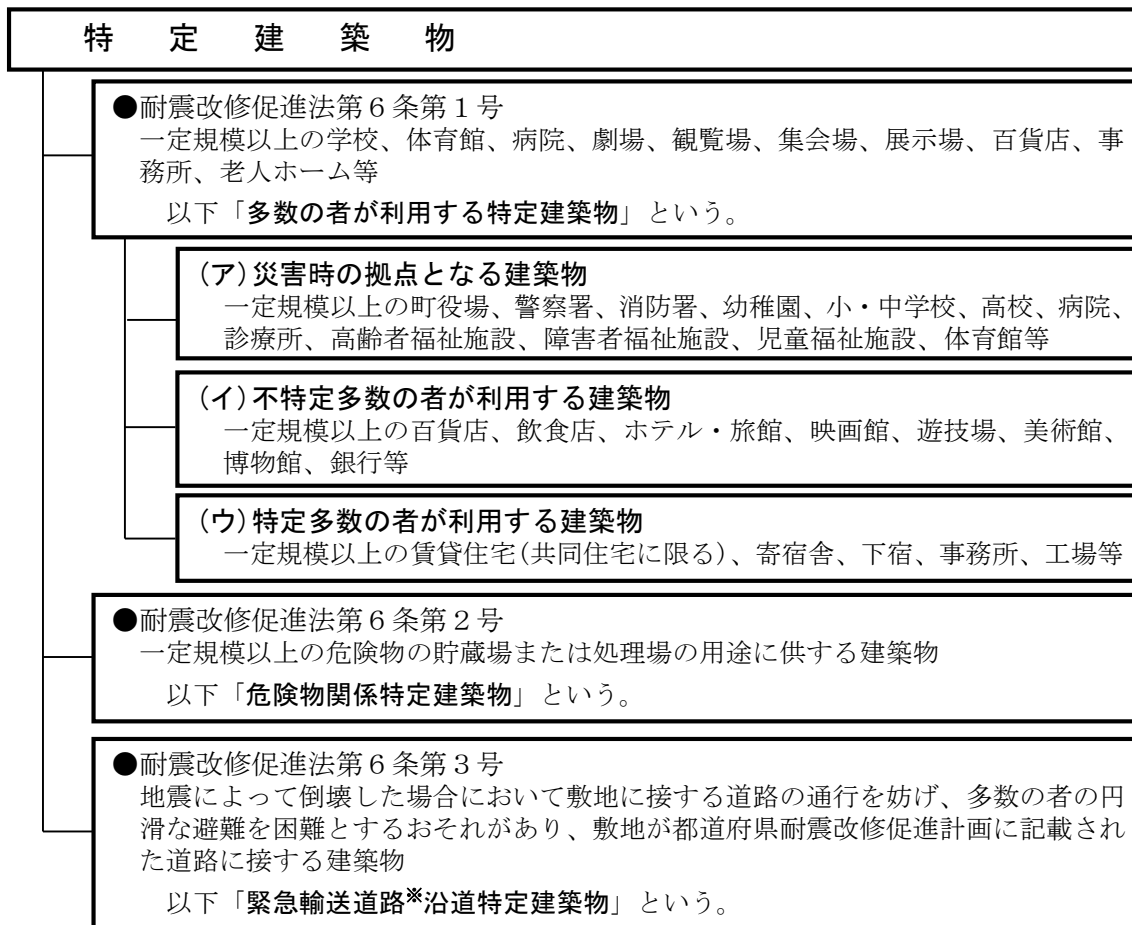 特定建築物
●耐震改修促進法第６条第１号
一定規模以上の学校、体育館、病院、劇場、観覧場、集会場、展示場、百貨店、事
務所、老人ホーム等
以下「多数の者が利用する特定建築物」という。
(ア)災害時の拠点となる建築物
一定規模以上の町役場、警察署、消防署、幼稚園、小・中学校、高校、病院、
診療所、高齢者福祉施設、障害者福祉施設、児童福祉施設、体育館等
(イ)不特定多数の者が利用する建築物
一定規模以上の百貨店、飲食店、ホテル・旅館、映画館、遊技場、美術館、
博物館、銀行等
(ウ)特定多数の者が利用する建築物
一定規模以上の賃貸住宅(共同住宅に限る)、寄宿舎、下宿、事務所、工場等
●耐震改修促進法第６条第２号
一定規模以上の危険物の貯蔵場または処理場の用途に供する建築物
以下「危険物関係特定建築物」という。
●耐震改修促進法第６条第３号
地震によって倒壊した場合において敷地に接する道路の通行を妨げ、多数の者の円
滑な避難を困難とするおそれがあり、敷地が都道府県耐震改修促進計画に記載され
た道路に接する建築物
以下「緊急輸送道路※沿道特定建築物」という。